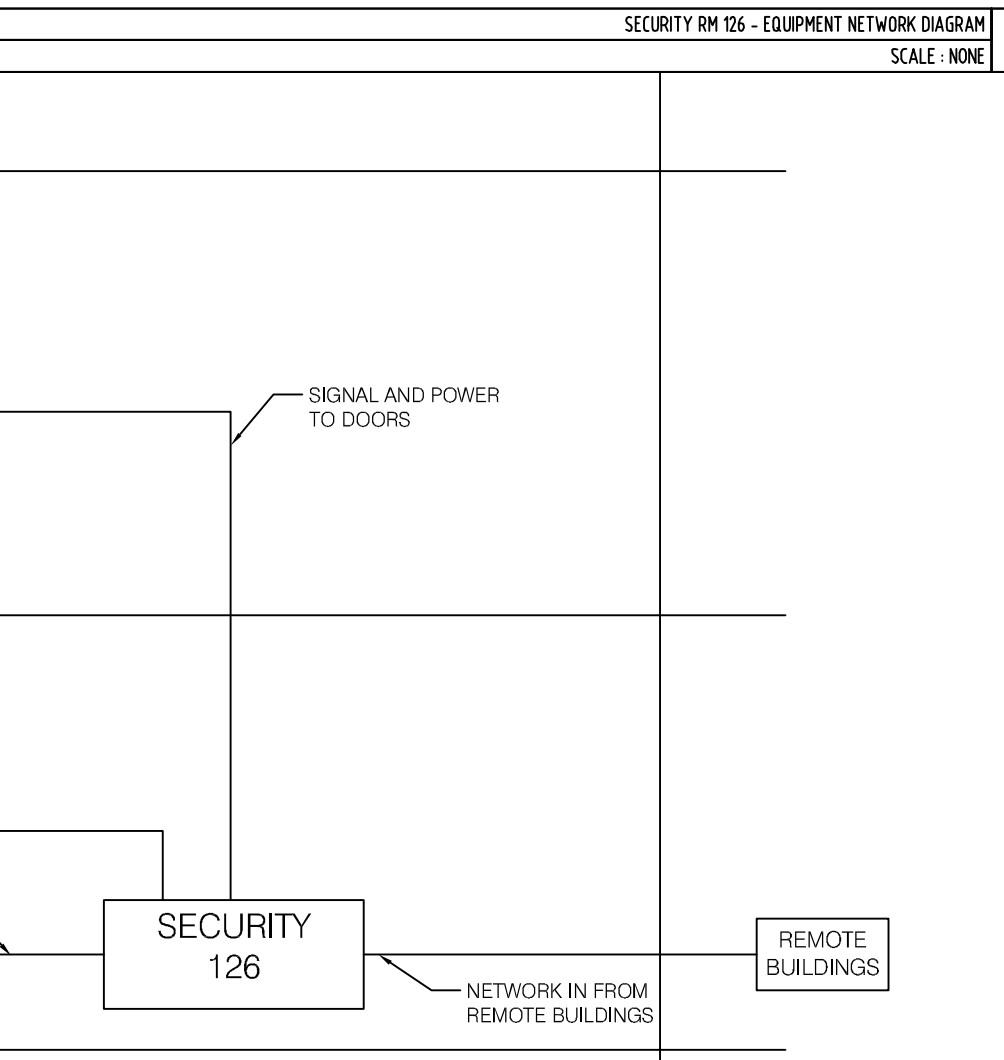 SECURITY RM 126 - EQUIPMENT NETWORK DIAGRAM
SCALE : NONE
SIGNAL AND POWER
TO DOORS
SECURITY
126
REMOTE
BUILDINGS
NETWORK IN FROM
REMOTE BUILDINGS